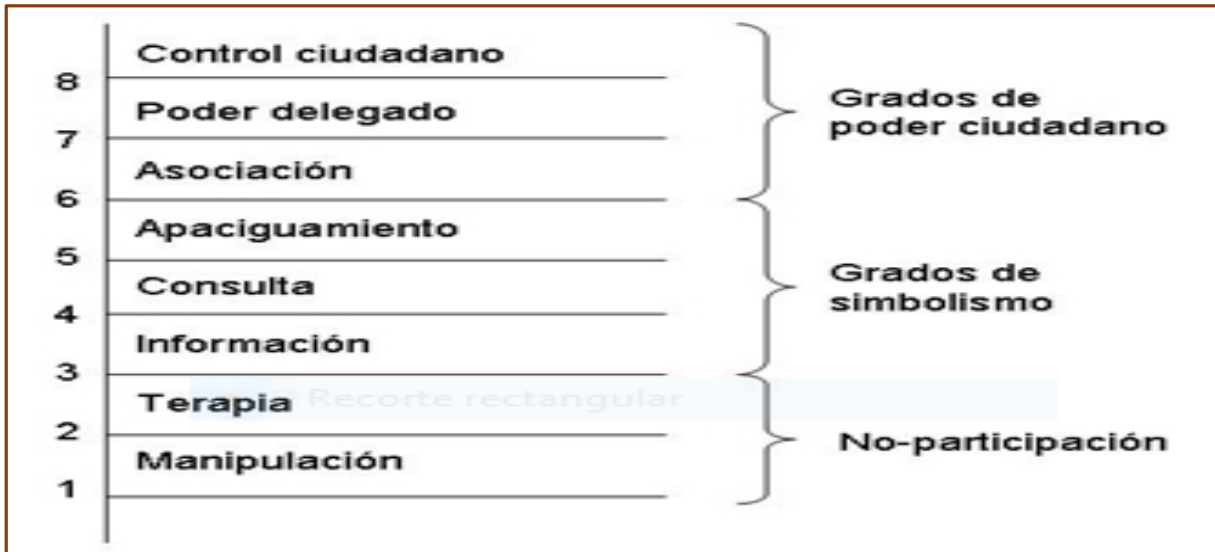 Control ciudadano
8
Poder delegado
7
Asociación
6
Apaciguamiento
5
Consulta
4
Información
3
Terapia
2
Manipulación
1
Grados de
poder ciudadano
Grados de
simbolismo
No-participación
Recorte rectangular